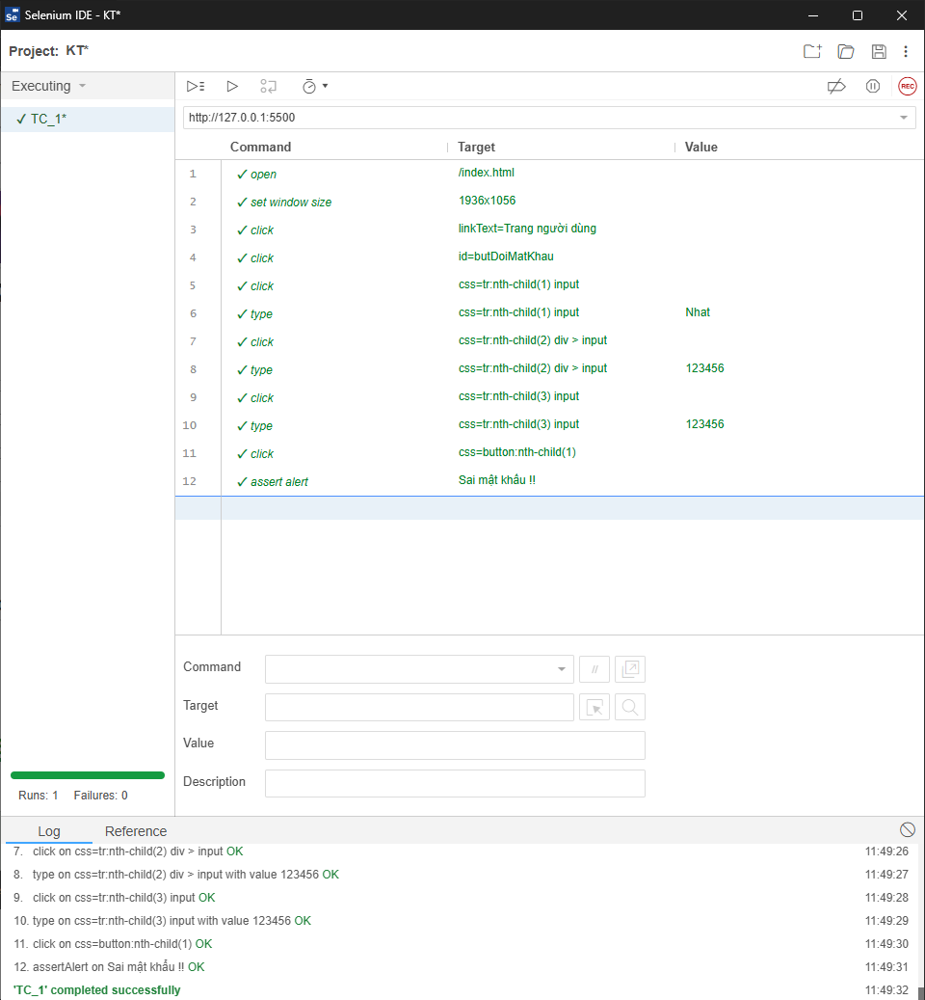 Selenium IDE - KT*
Project: KT*
Executing
TC_1*
http://127.0.0.1:5500
Command Target Value
1 ✓ open /index.html
2 ✓ set window size 1936x1056
3 ✓ click linkText=Trang người dùng
4 ✓ click id=butDoiMatKhau
5 ✓ click css=tr:nth-child(1) input
6 ✓ type css=tr:nth-child(1) input Nhat
7 ✓ click css=tr:nth-child(2) div > input
8 ✓ type css=tr:nth-child(2) div > input 123456
9 ✓ click css=tr:nth-child(3) input
10 ✓ type css=tr:nth-child(3) input 123456
11 ✓ click css=button:nth-child(1)
12 ✓ assert alert Sai mật khẩu !!
Command //
Target
Value
Description
Runs: 1 Failures: 0
Log Reference
7. click on css=tr:nth-child(2) div > input OK 11:49:26
8. type on css=tr:nth-child(2) div > input with value 123456 OK 11:49:27
9. click on css=tr:nth-child(3) input OK 11:49:28
10. type on css=tr:nth-child(3) input with value 123456 OK 11:49:29
11. click on css=button:nth-child(1) OK 11:49:30
12. assertAlert on Sai mật khẩu !! OK 11:49:31
'TC_1' completed successfully 11:49:32
REC
Se